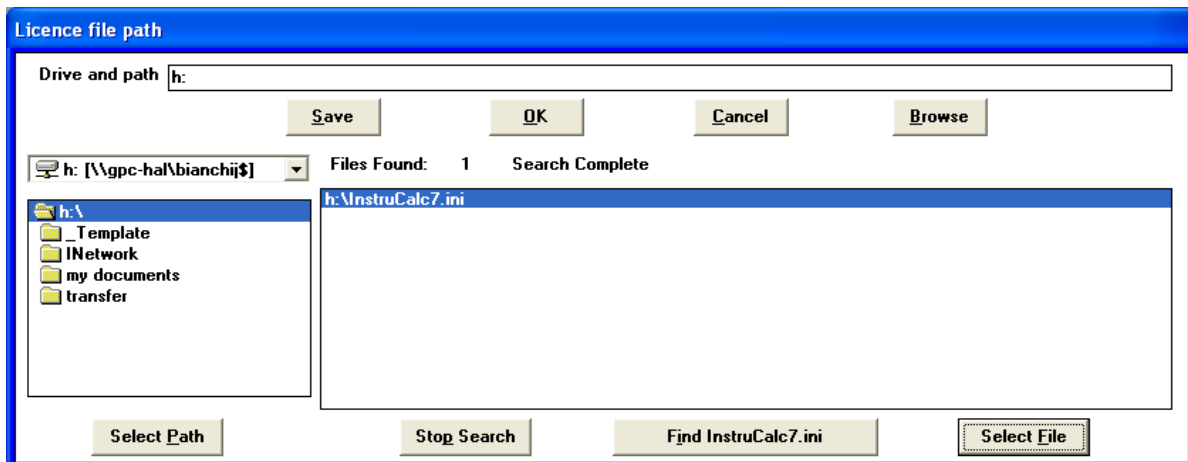 Licence file path
Drive and path h:
Save OK Cancel Browse
h: [\\gpc-hal\bianchij$] Files Found: 1 Search Complete
h:\InstruCalc7.ini
h:\
_Template
INetwork
my documents
transfer
Select Path Stop Search Find InstruCalc7.ini Select File